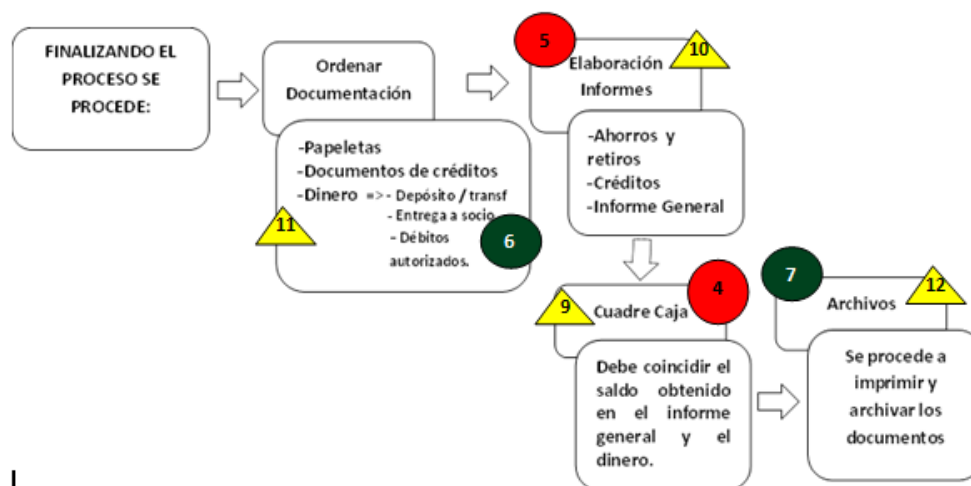 FINALIZANDO EL
PROCESO SE
PROCEDE:
Ordenar
Documentación
-Papeletas
-Documentos de créditos
-Dinero => - Depósito / transf
- Entrega a socio
- Débitos
autorizados.
11
6
5
10
Elaboración
Informes
-Ahorros y
retiros
-Créditos
-Informe General
9
4
Cuadre Caja
Debe coincidir el
saldo obtenido
en el informe
general y el
dinero.
7
12
Archivos
Se procede a
imprimir y
archivar los
documentos